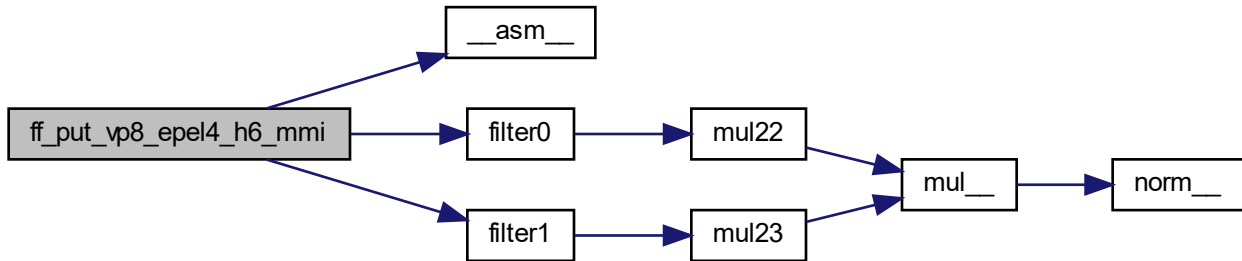 __asm__
ff_put_vp8_epel4_h6_mmi
filter0
mul22
mul__
norm__
filter1
mul23